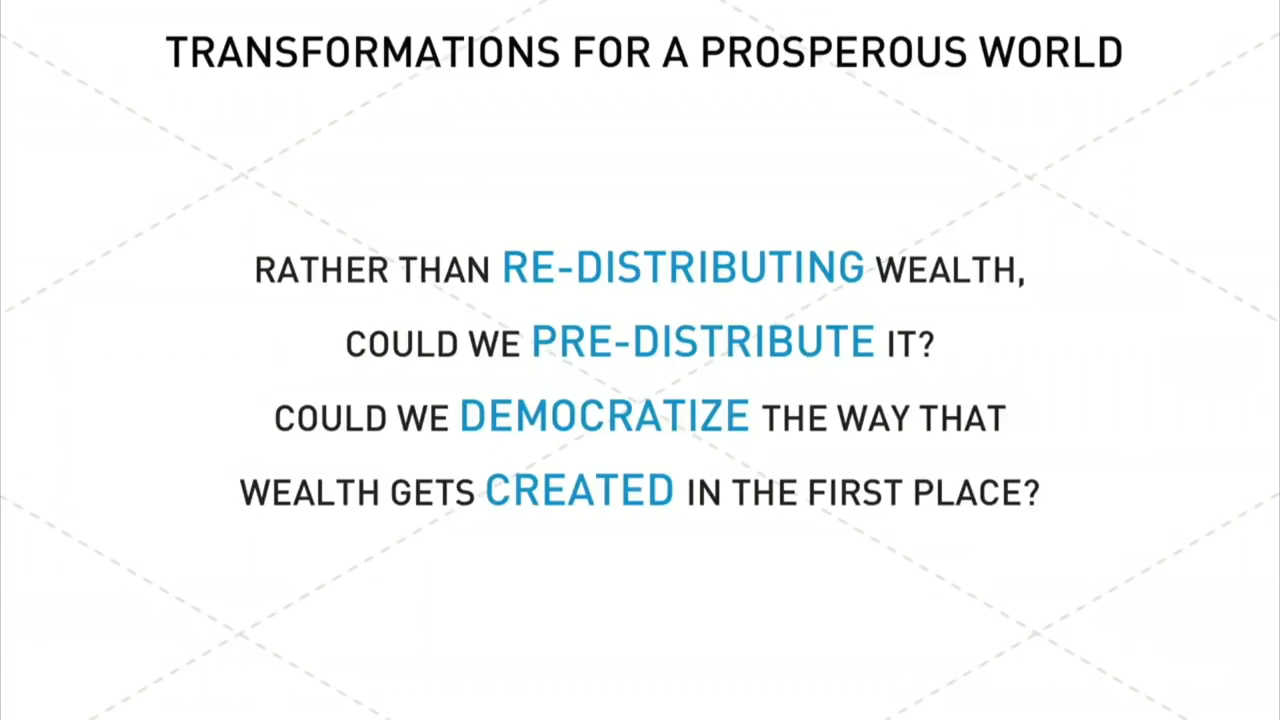 TRANSFORMATIONS FOR A PROSPEROUS WORLD
RATHER THAN RE-DISTRIBUTING WEALTH,
COULD WE PRE-DISTRIBUTE IT?
COULD WE DEMOCRATIZE THE WAY THAT
WEALTH GETS CREATED IN THE FIRST PLACE?